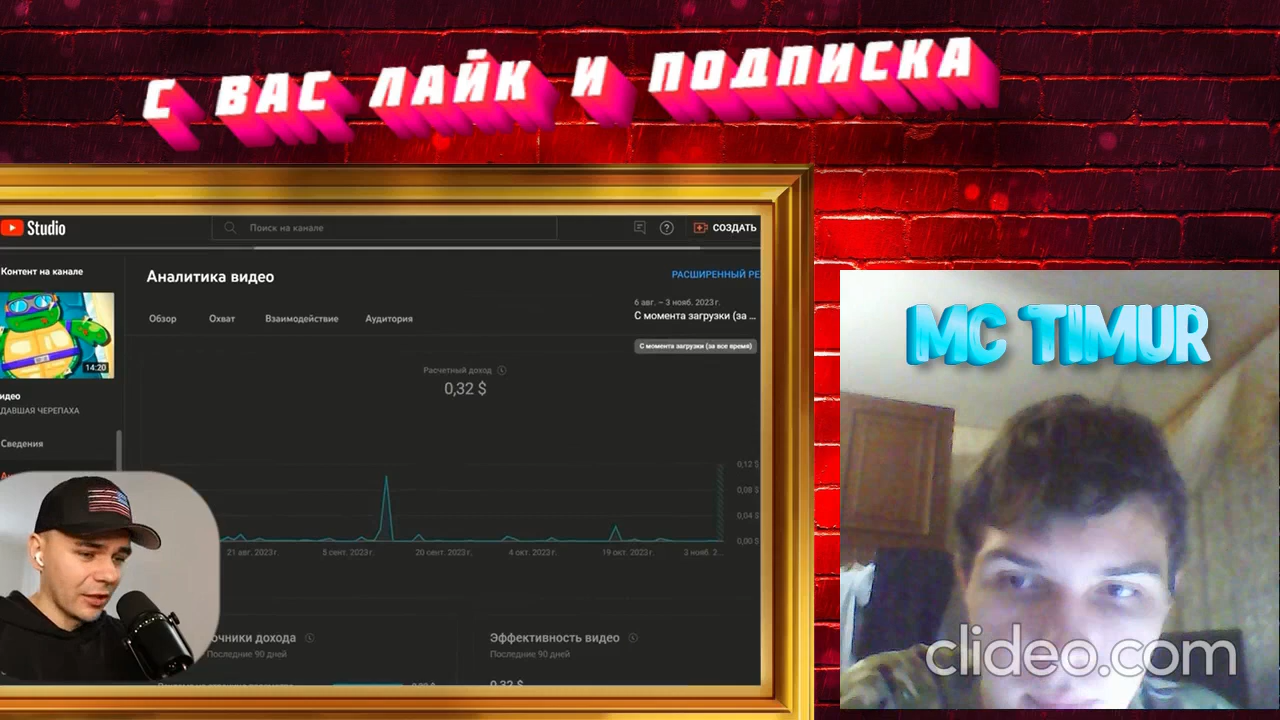 С ВАС ЛАЙК И ПОДПИСКА
Studio
Поиск на канале
СОЗДАТЬ
Контент на канале
Аналитика видео
РАСШИРЕННЫЙ РЕ
6 авг. – 3 нояб. 2023 г.
С момента загрузки (за ...
Обзор
Охват
Взаимодействие
Аудитория
С момента загрузки (за все время)
14:20
Расчетный доход
0,32 $
идео
ДАВШАЯ ЧЕРЕПАХА
Сведения
0,12 $
0,08 $
0,04 $
0,00 $
21 авг. 2023 г.
5 сент. 2023 г.
20 сент. 2023 г.
4 окт. 2023 г.
19 окт. 2023 г.
3 нояб. 2...
очники дохода
Последние 90 дней
Эффективность видео
Последние 90 дней
0,32 $
MC TIMUR
clideo.com